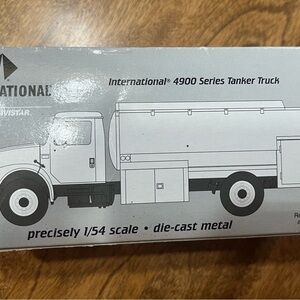 International® 4900 Series Tanker Truck
NATIONAL
precisely 1/54 scale • die-cast metal